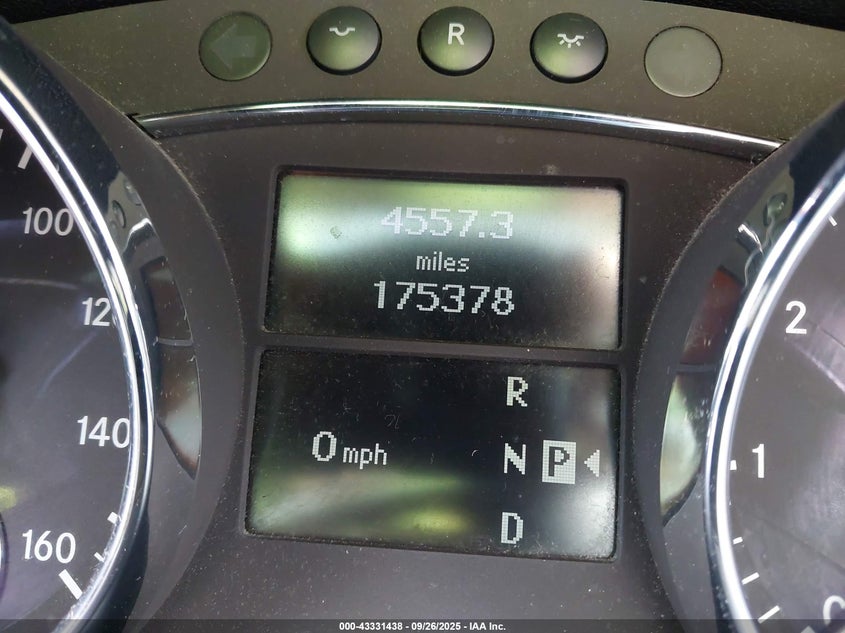 R
4557.3
miles
175378
100
120
140
160
0 mph
R
N P
D
2
1
000-43331438 - 09/26/2025 - IAA Inc.